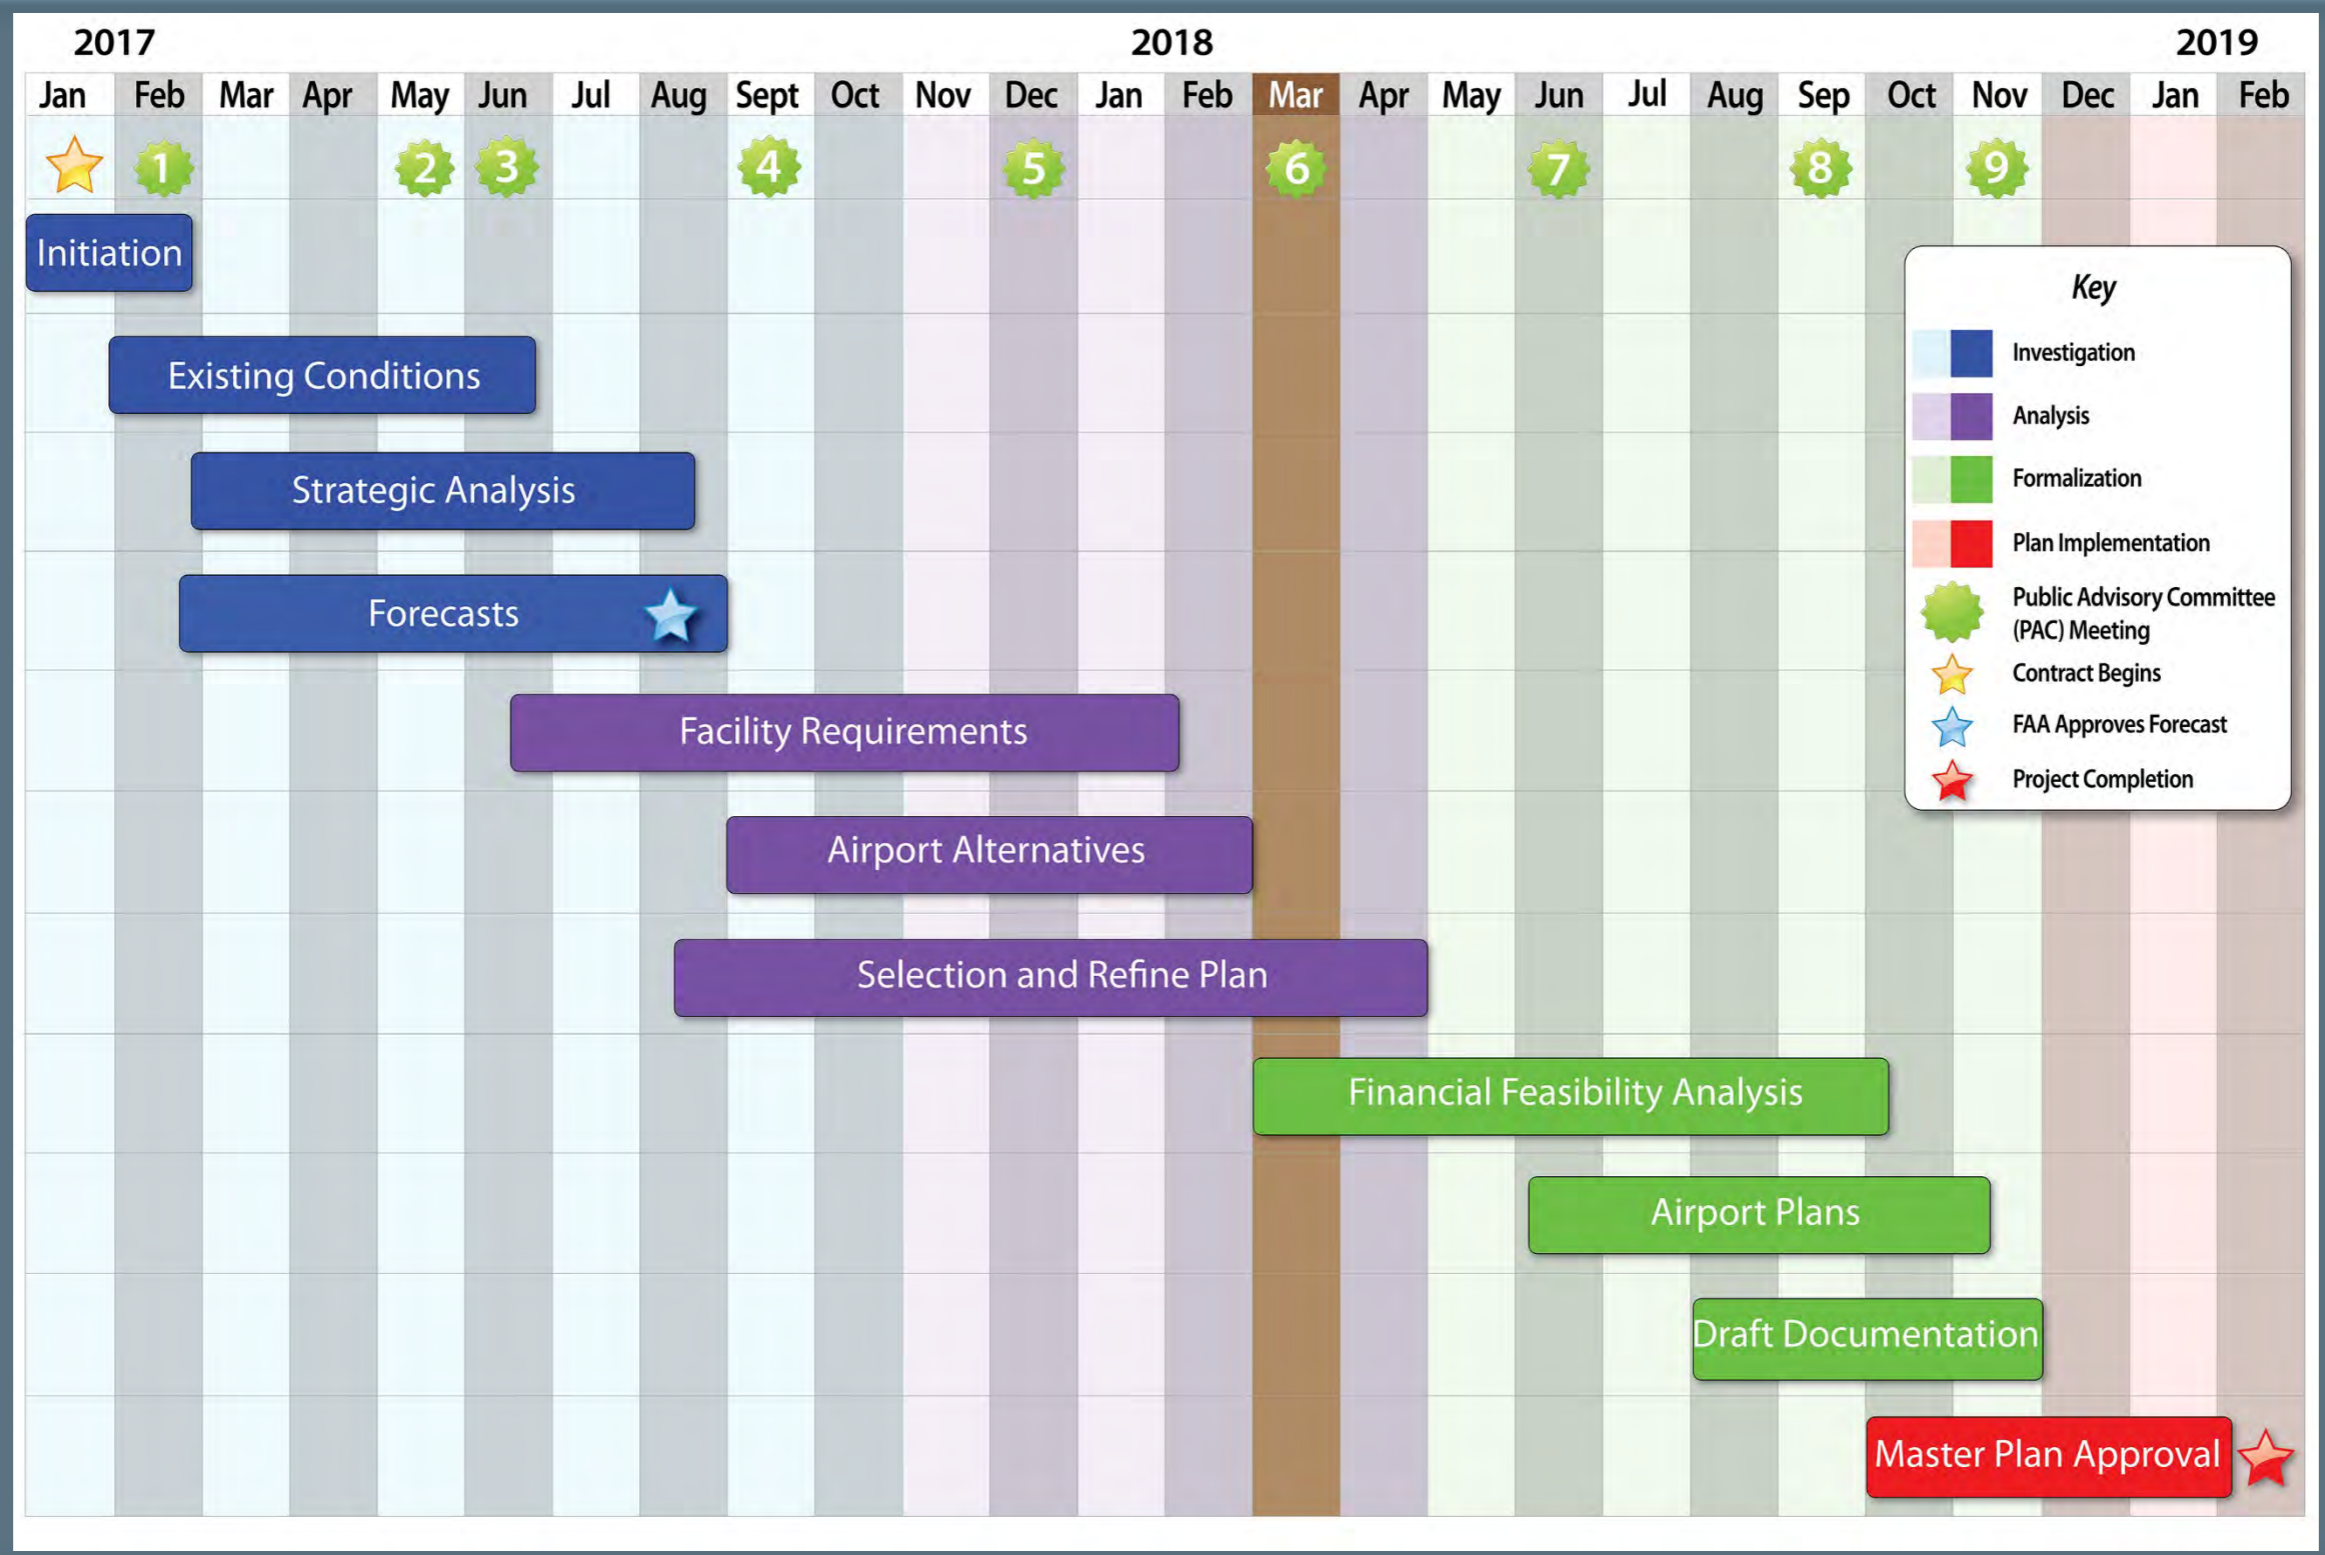 2017 2018 2019
Jan Feb Mar Apr May Jun Jul Aug Sept Oct Nov Dec Jan Feb Mar Apr May Jun Jul Aug Sep Oct Nov Dec Jan Feb
1 2 3 4 5 6 7 8 9
Initiation
Existing Conditions
Strategic Analysis
Forecasts
Facility Requirements
Airport Alternatives
Selection and Refine Plan
Financial Feasibility Analysis
Airport Plans
Draft Documentation
Master Plan Approval
Key
Investigation
Analysis
Formalization
Plan Implementation
Public Advisory Committee
(PAC) Meeting
Contract Begins
FAA Approves Forecast
Project Completion